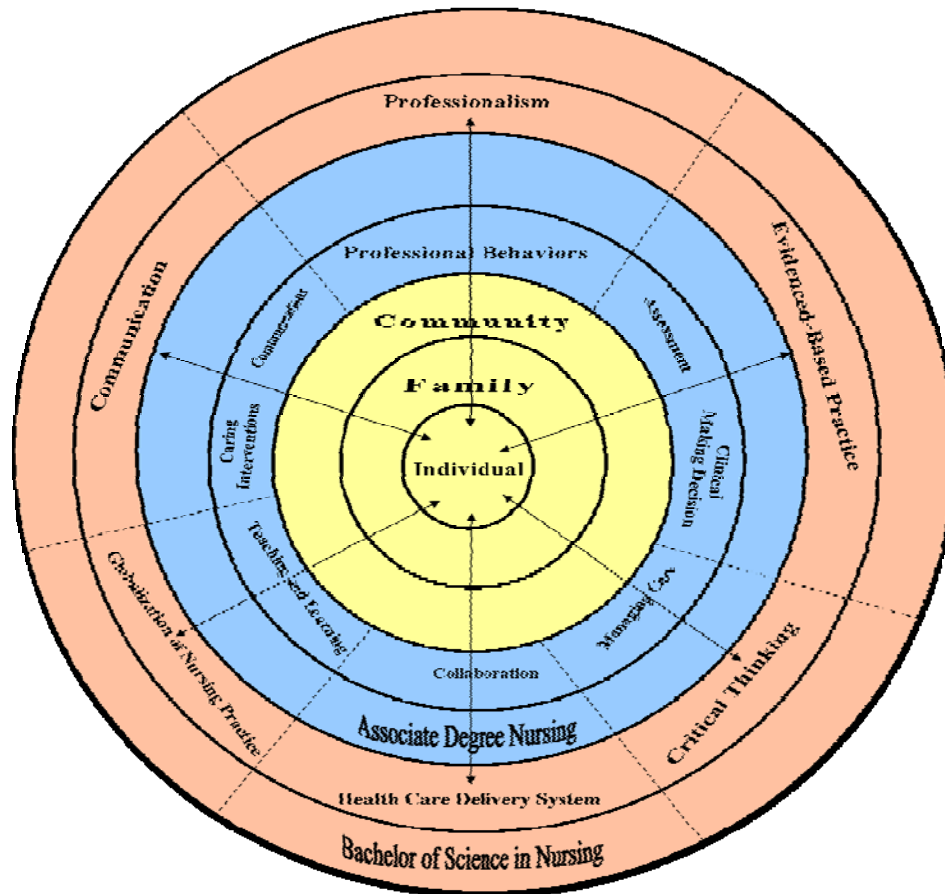 Professionalism
Professional Behaviors
Communication
Communications
Community
Assessment
Evidenced-Based Practice
Family
Individual
Caring
Interventions
Clinical
Making Decision
Teaching and Learning
Managing Care
Globalization of Nursing Practice
Collaboration
Critical Thinking
Associate Degree Nursing
Health Care Delivery System
Bachelor of Science in Nursing